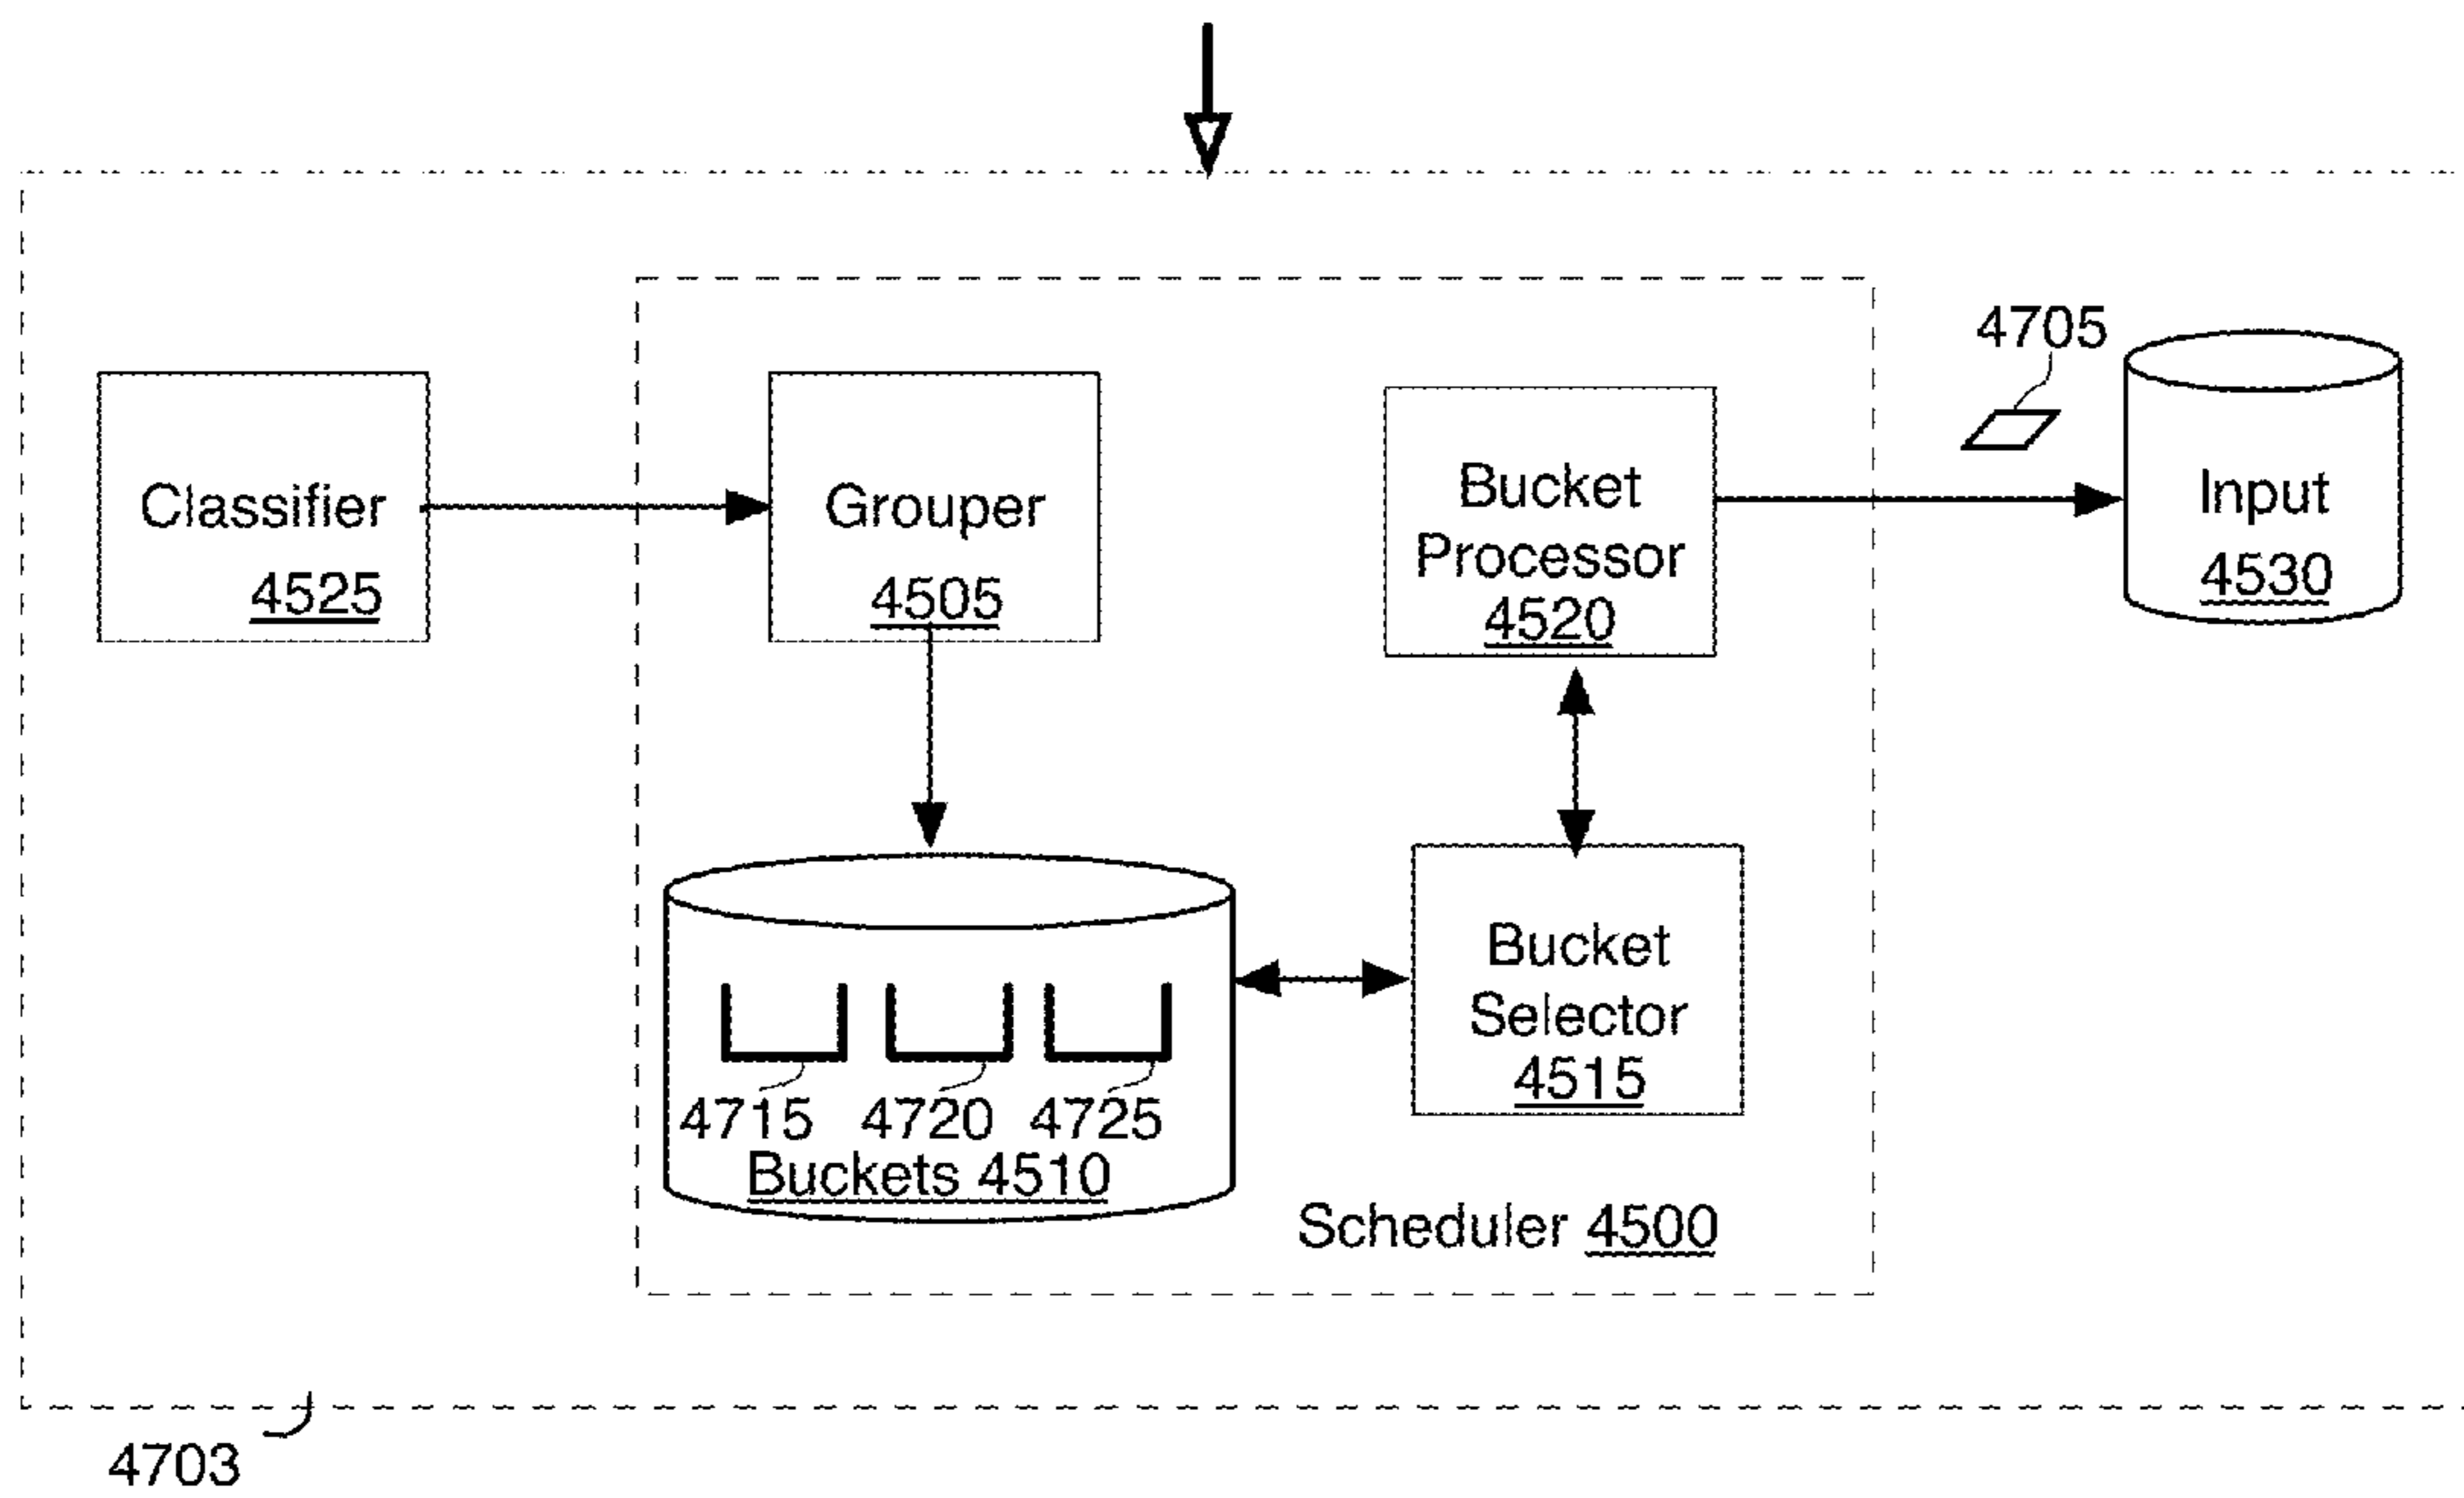 4705
Classifier
4525
Grouper
4505
Bucket
Processor
4520
Input
4530
4715 4720 4725
Buckets 4510
Bucket
Selector
4515
Scheduler 4500
4703